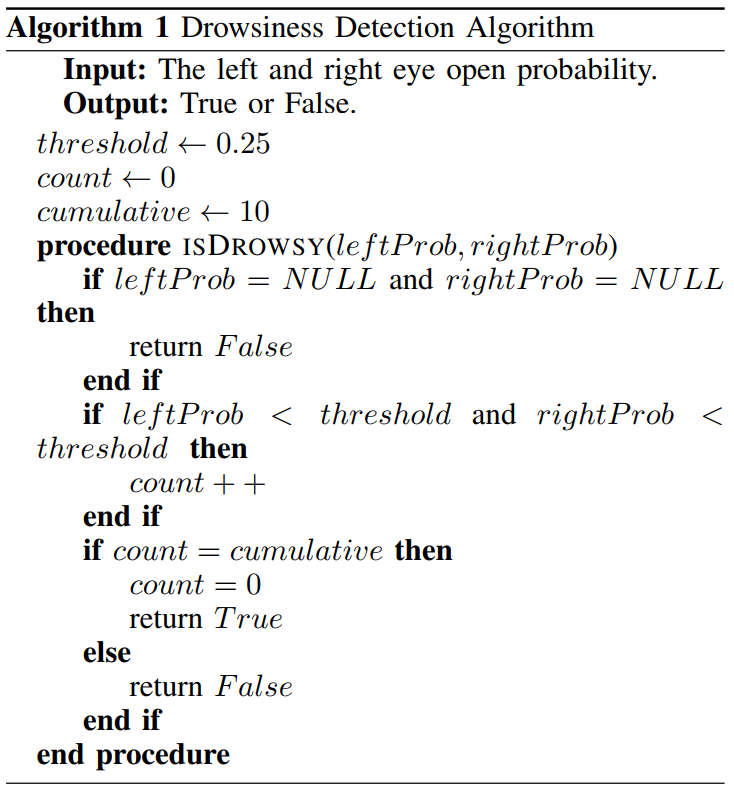 Algorithm 1 Drowsiness Detection Algorithm
Input: The left and right eye open probability.
Output: True or False.
threshold ← 0.25
count ← 0
cumulative ← 10
procedure ISDROWSY(leftProb, rightProb)
if leftProb = NULL and rightProb = NULL
then
return False
end if
if leftProb < threshold and rightProb <
threshold then
count + +
end if
if count = cumulative then
count = 0
return True
else
return False
end if
end procedure